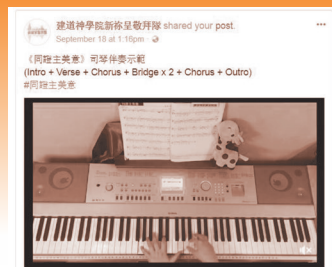 建道神學院新祢呈敬拜隊 shared your post.
September 18 at 1:16pm ·
《同證主美意》司琴伴奏示範
(Intro + Verse + Chorus + Bridge x 2 + Chorus + Outro)
#同證主美意